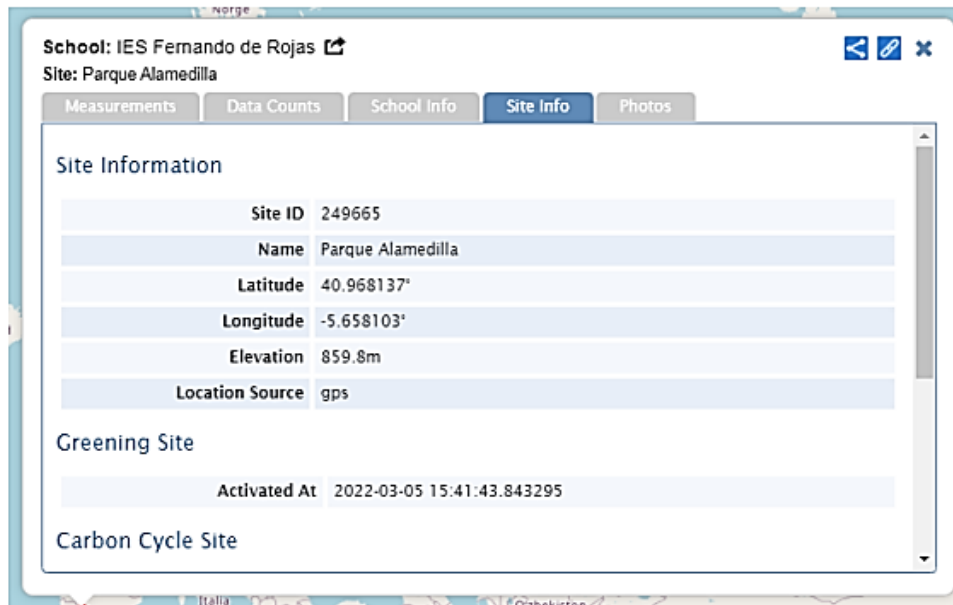 Norge
School: IES Fernando de Rojas
Site: Parque Alamedilla
Measurements Data Counts School Info Site Info Photos
Site Information
Site ID 249665
Name Parque Alamedilla
Latitude 40.968137°
Longitude -5.658103°
Elevation 859.8m
Location Source gps
Greening Site
Activated At 2022-03-05 15:41:43.843295
Carbon Cycle Site
Italia